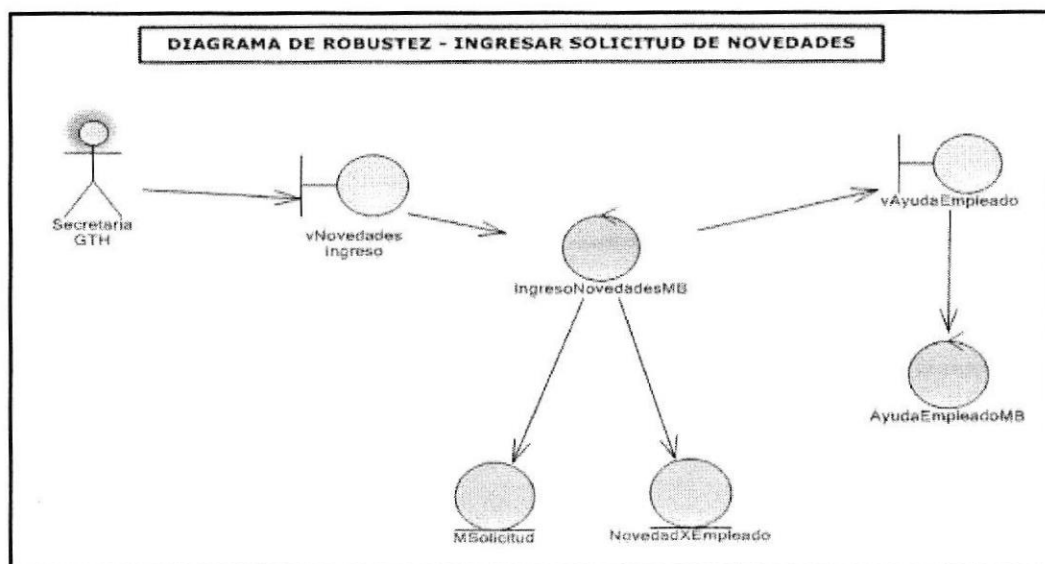 DIAGRAMA DE ROBUSTEZ - INGRESAR SOLICITUD DE NOVEDADES
Secretaria
GTH
vNovedades
ingreso
IngresoNovedadesMB
vAyudaEmpleado
AyudaEmpleadoMB
MSolicitud
NovedadXEmpleado